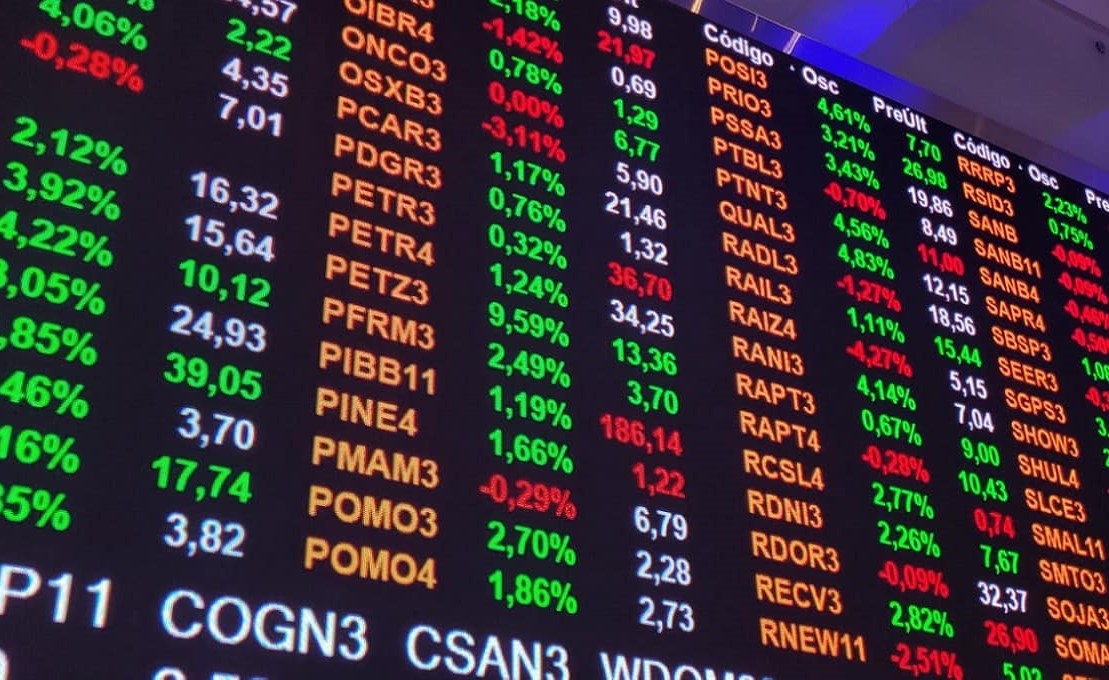 4,57
2,22
4,06% 4,35
-0,28% 7,01
2,12% 16,32
3,92% 15,64
4,22% 10,12
,05% 24,93
,85% 39,05
46% 3,70
16% 17,74
35% 3,82
9,98
2,18% 21,97
-1,42% 0,69
OIBR4 0,78% 1,29
ONCO3 0,00% 6,77
OSXB3 -3,11% 5,90
PCAR3 1,17% 21,46
PDGR3 0,76% 1,32
PETR3 0,32% 36,70
PETR4 1,24% 34,25
PETZ3 9,59% 13,36
PFRM3 2,49% 3,70
PIBB11 1,19% 186,14
PINE4 1,66% 1,22
PMAM3 -0,29% 6,79
POMO3 2,70% 2,28
POMO4 1,86% 2,73
Código Osc PreÚlt
POSI3 4,61% 7,70
PRIO3 3,21% 26,98
PSSA3 3,43% 19,86
PTBL3 -0,70% 8,49
PTNT3 4,56% 11,00
QUAL3 4,83% 12,15
RADL3 -1,27% 18,56
RAIL3 1,11% 15,44
RAIZ4 -4,27% 5,15
RANI3 4,14% 7,04
RAPT3 0,67% 9,00
RAPT4 -0,28% 10,43
RCSL4 2,77% 0,74
RDNI3 2,26% 7,67
RDOR3 -0,09% 32,37
RECV3 2,82% 26,90
RNEW11 -2,51% 5,02
Código Osc Pre
RRRP3 2,23%
RSID3 0,75%
SANB -0,09%
SANB11 -0,09%
SANB4 -0,46%
SAPR4 -0,50
SBSP3
SEER3
SGPS3
SHOW3
SHUL4
SLCE3
SMAL11
SMTO3
SOJA3
SOMA
P11 COGN3 CSAN3